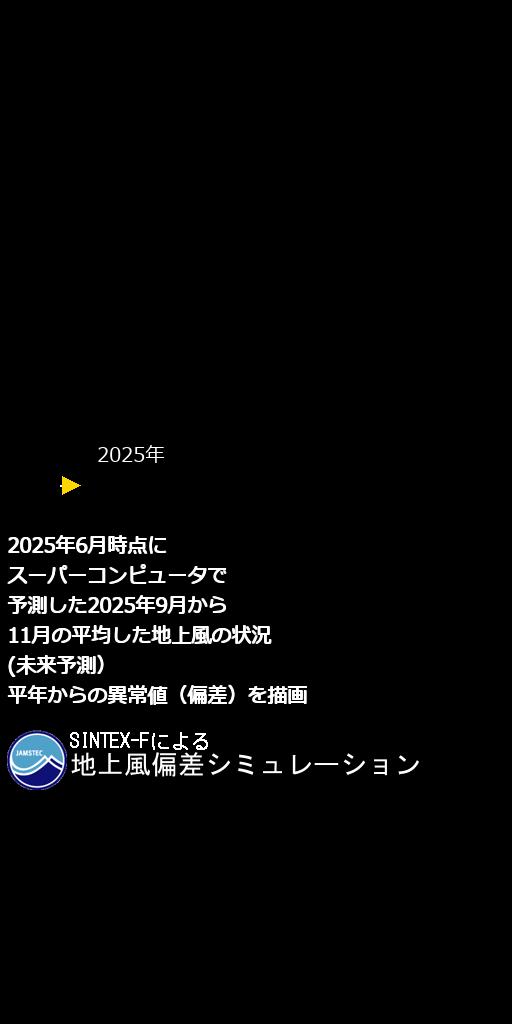 2025年
2025年6月時点に
スーパーコンピュータで
予測した2025年9月から
11月の平均した地上風の状況
(未来予測）
平年からの異常値（偏差）を描画
SINTEX-Fによる
JAMSTEC
地上風偏差シミュレーション